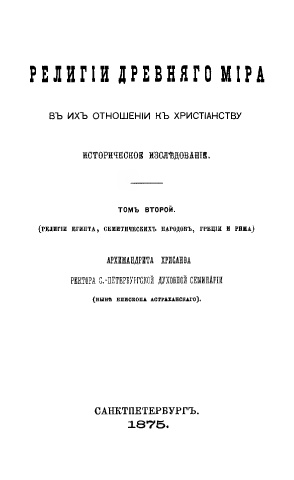 РЕЛИГІИ ДРЕВНЯГО МІРА
ВЪ ИХЪ ОТНОШЕНІИ КЪ ХРИСТІАНСТВУ
ИСТОРИЧЕСКОЕ ИЗСЛѢДОВАНІЕ.
ТОМЪ ВТОРОЙ.
(РЕЛИГІИ ЕГИПТА, СЕМИТИЧЕСКИХЪ НАРОДОВЪ, ГРЕЦІИ И РИМА)
АРХИМАНДРИТА ХРИСАНѲА
РЕКТОРА С.-ПЕТЕРБУРГСКОЙ ДУХОВНОЙ СЕМИНАРІИ
(НЫНѢ ЕПИСКОПА АСТРАХАНСКАГО).
САНКТПЕТЕРБУРГЪ.
1875.